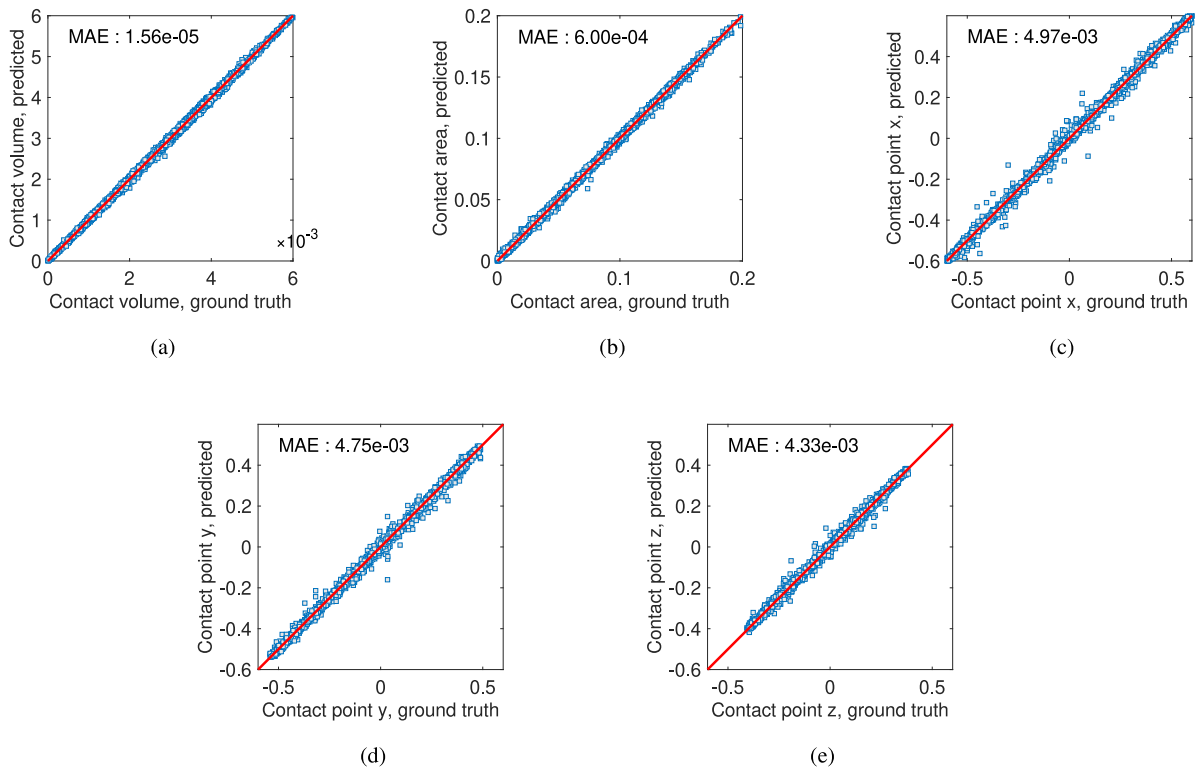 MAE : 1.56e-05
Contact volume, predicted
6
5
4
3
2
1
0
×10⁻³
0 2 4 6
Contact volume, ground truth
(a)
MAE : 6.00e-04
Contact area, predicted
0.2
0.15
0.1
0.05
0
0 0.1 0.2
Contact area, ground truth
(b)
MAE : 4.97e-03
Contact point x, predicted
0.4
0.2
0
-0.2
-0.4
-0.6
-0.5 0 0.5
Contact point x, ground truth
(c)
MAE : 4.75e-03
Contact point y, predicted
0.4
0.2
0
-0.2
-0.4
-0.6
-0.5 0 0.5
Contact point y, ground truth
(d)
MAE : 4.33e-03
Contact point z, predicted
0.4
0.2
0
-0.2
-0.4
-0.6
-0.5 0 0.5
Contact point z, ground truth
(e)